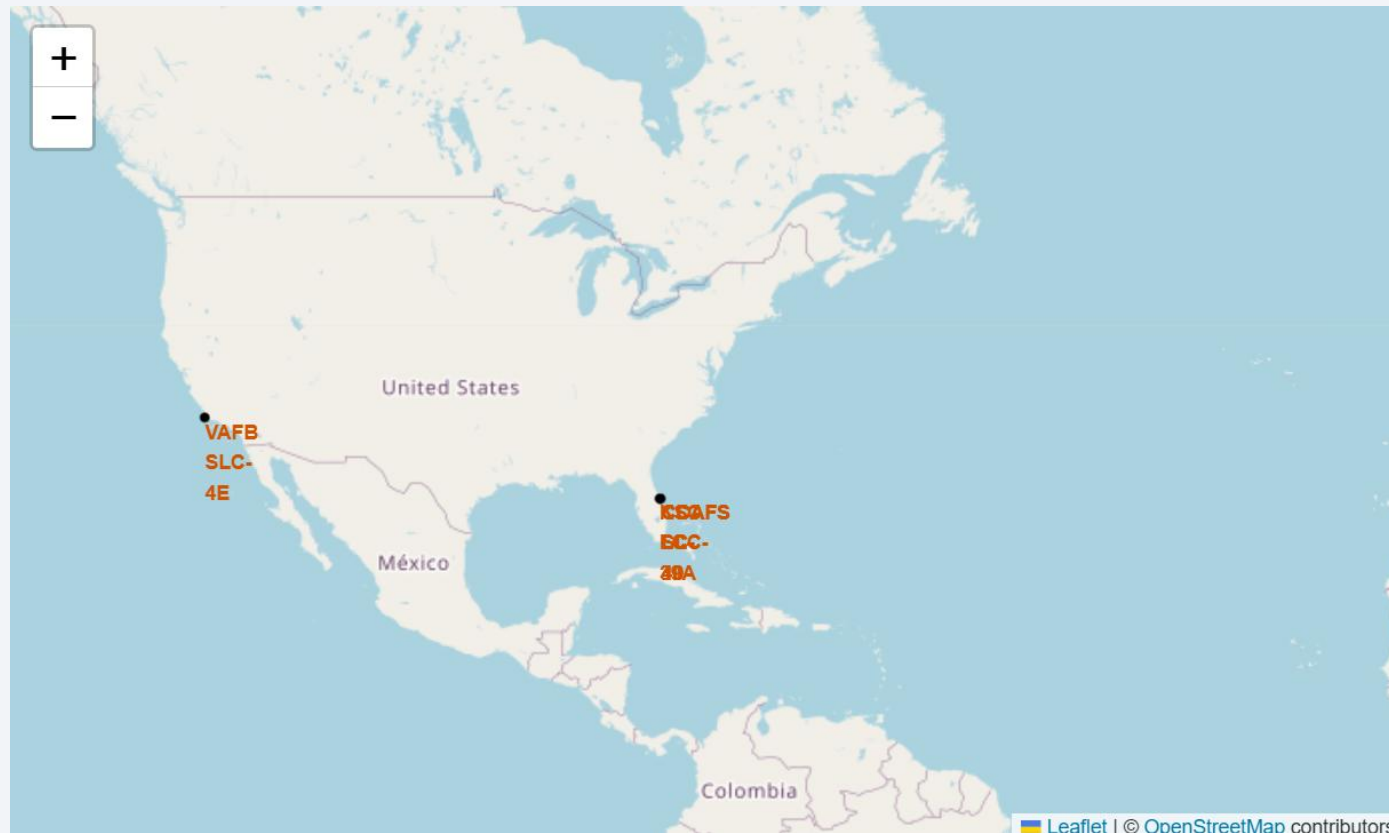 +
−
United States
VAFB
SLC-
4E
México
Colombia
Leaflet | © OpenStreetMap contributors